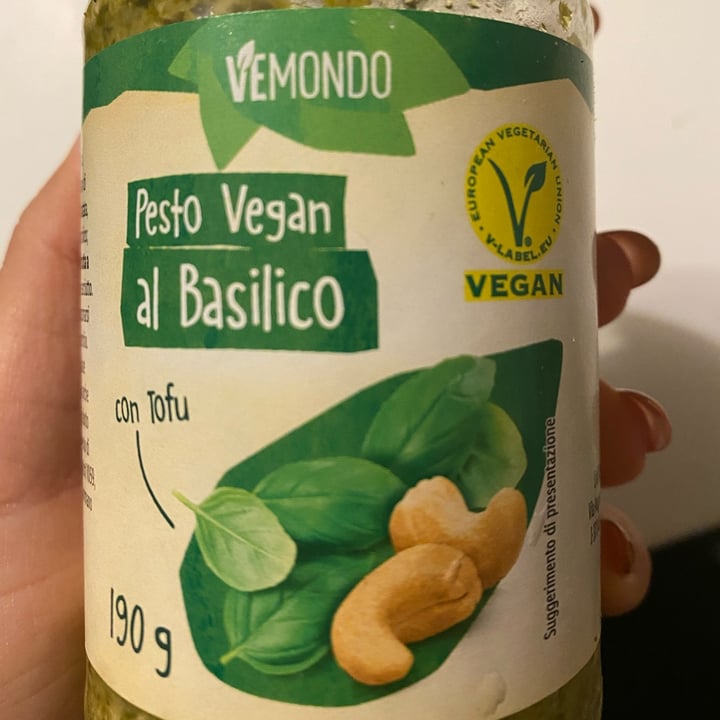 VEMONDO
Pesto Vegan
al Basilico
con Tofu
190 g
EUROPEAN VEGETARIAN UNION
V-LABEL.EU
VEGAN
Suggerimento di presentazione